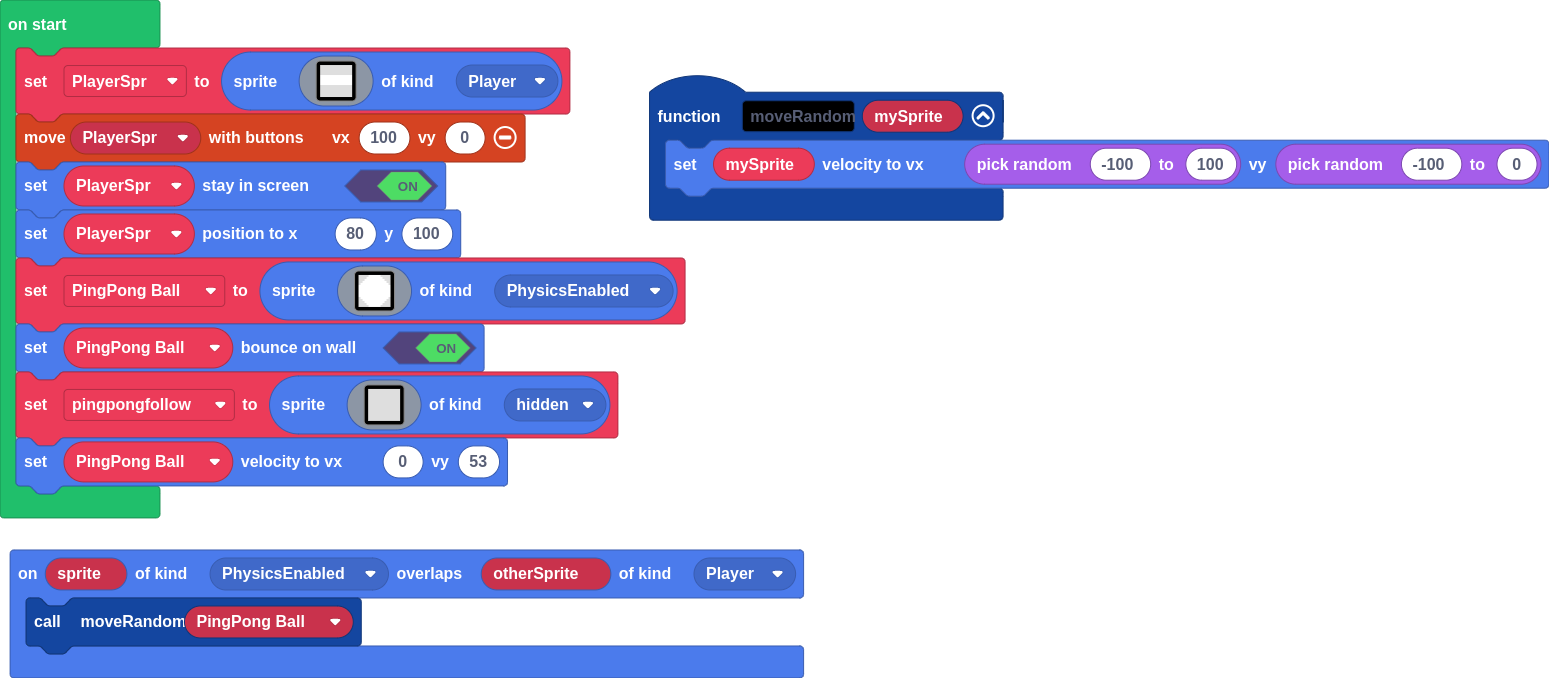 on start
set PlayerSpr to sprite of kind Player
move PlayerSpr with buttons vx 100 vy 0
set PlayerSpr stay in screen ON
set PlayerSpr position to x 80 y 100
set PingPong Ball to sprite of kind PhysicsEnabled
set PingPong Ball bounce on wall ON
set pingpongfollow to sprite of kind hidden
set PingPong Ball velocity to vx 0 vy 53
function moveRandom mySprite
set mySprite velocity to vx pick random -100 to 100 vy pick random -100 to 0
on sprite of kind PhysicsEnabled overlaps otherSprite of kind Player
call moveRandom PingPong Ball